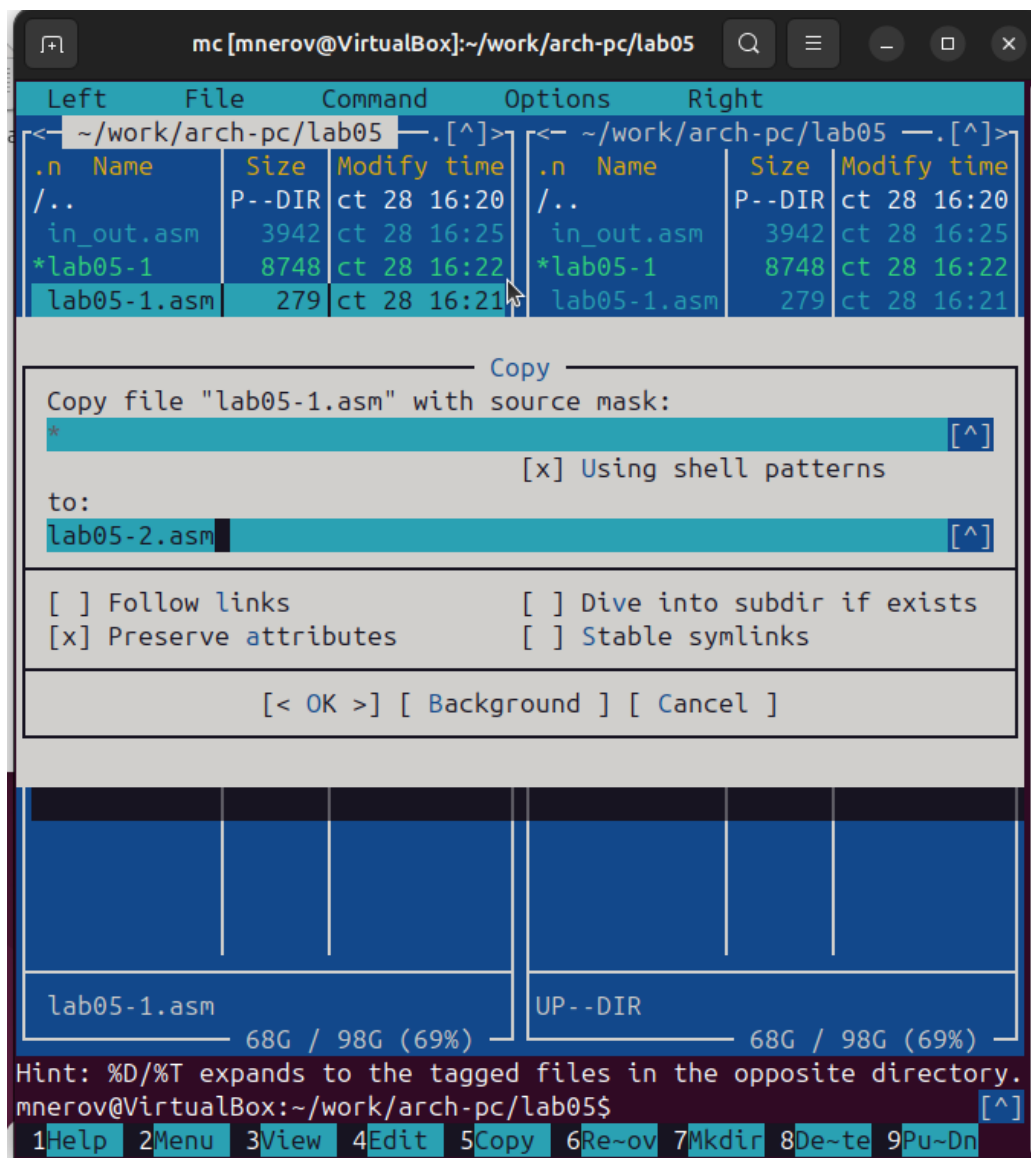 mc [mnerov@VirtualBox]:~/work/arch-pc/lab05
Left File Command Options Right
<─ ~/work/arch-pc/lab05 ──.[^]>┐ ┌<─ ~/work/arch-pc/lab05 ──.[^]>
.n Name │ Size │Modify time .n Name │ Size │Modify time
/.. │P--DIR│ct 28 16:20 /.. │P--DIR│ct 28 16:20
in_out.asm │ 3942│ct 28 16:25 in_out.asm │ 3942│ct 28 16:25
*lab05-1 │ 8748│ct 28 16:22 *lab05-1 │ 8748│ct 28 16:22
lab05-1.asm│ 279│ct 28 16:21 lab05-1.asm│ 279│ct 28 16:21
Copy
Copy file "lab05-1.asm" with source mask:
* [^]
[x] Using shell patterns
to:
lab05-2.asm [^]
[ ] Follow links [ ] Dive into subdir if exists
[x] Preserve attributes [ ] Stable symlinks
[< OK >] [ Background ] [ Cancel ]
lab05-1.asm UP--DIR
68G / 98G (69%) 68G / 98G (69%)
Hint: %D/%T expands to the tagged files in the opposite directory.
mnerov@VirtualBox:~/work/arch-pc/lab05$ [^]
1Help 2Menu 3View 4Edit 5Copy 6Re~ov 7Mkdir 8De~te 9Pu~Dn